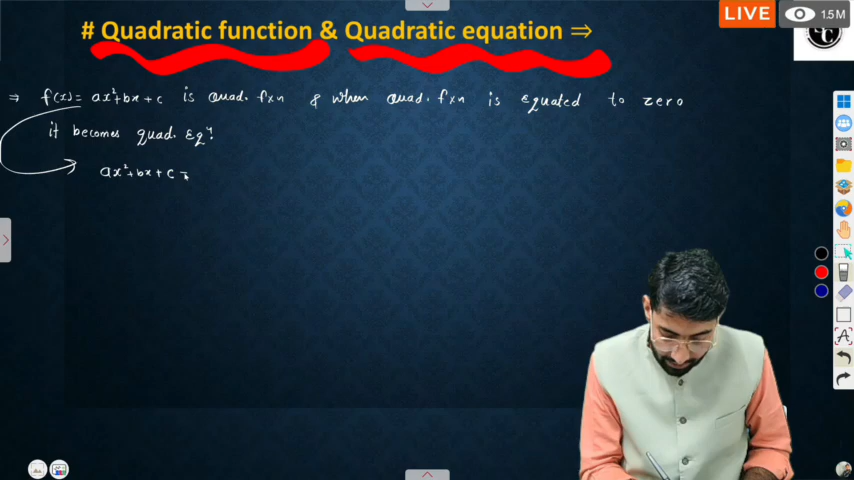 # Quadratic function & Quadratic equation ⇒
LIVE 1.5M
⇒ f(x) = ax²+bx+c is quad. fxn & when quad. fxn is equated to zero
it becomes quad. Eqⁿ.
ax²+bx+c =